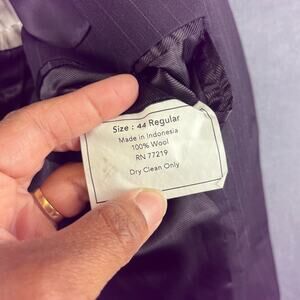 Size : 44 Regular
Made in Indonesia
100% Wool
RN 77219
Dry Clean Only